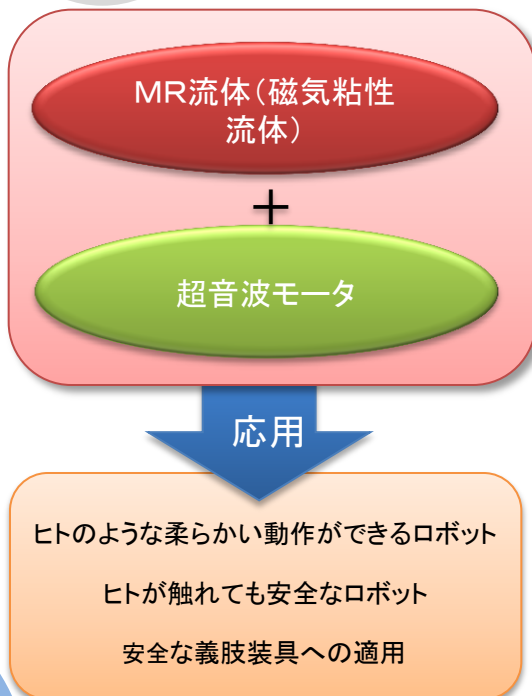 MR流体(磁気粘性
流体)
＋
超音波モータ
応用
ヒトのような柔らかい動作ができるロボット
ヒトが触れても安全なロボット
安全な義肢装具への適用